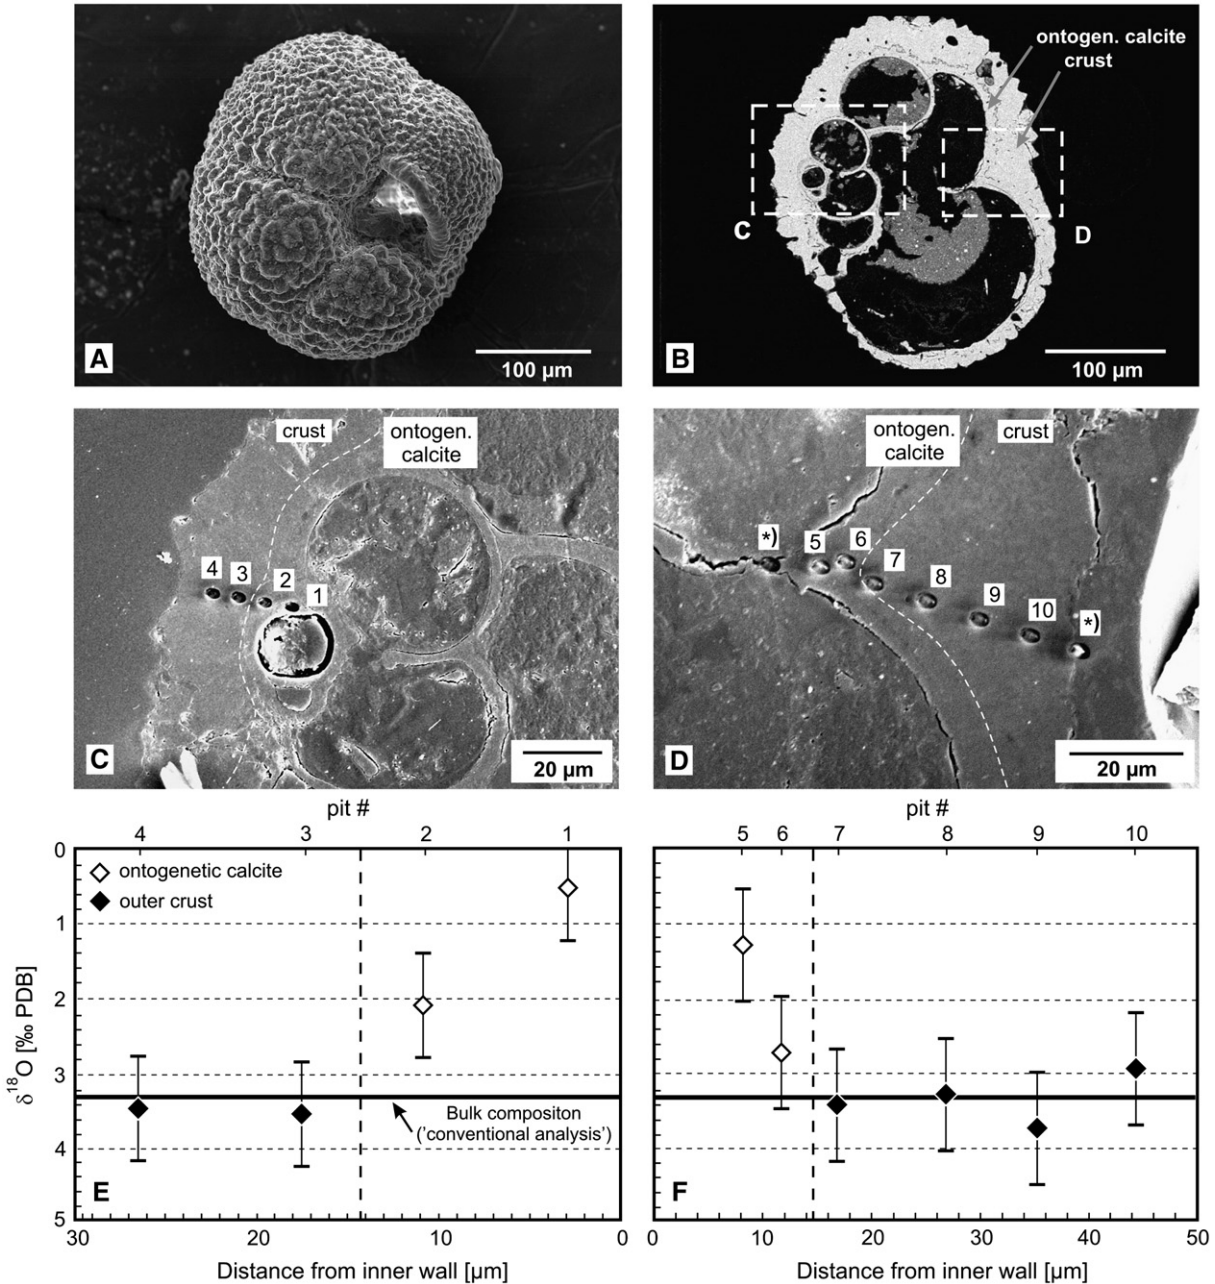 ontogen. calcite
crust
C
D
A
100 µm
B
100 µm
crust
ontogen.
calcite
4
3
2
1
C
20 µm
ontogen.
calcite
crust
*)
5
6
7
8
9
10
*)
D
20 µm
pit #
4 3 2 1
pit #
5 6 7 8 9 10
0
1
2
3
4
5
δ18O [‰ PDB]
ontogenetic calcite
outer crust
Bulk compositon
('conventional analysis')
E
F
30 20 10 0
0 10 20 30 40 50
Distance from inner wall [µm]
Distance from inner wall [µm]